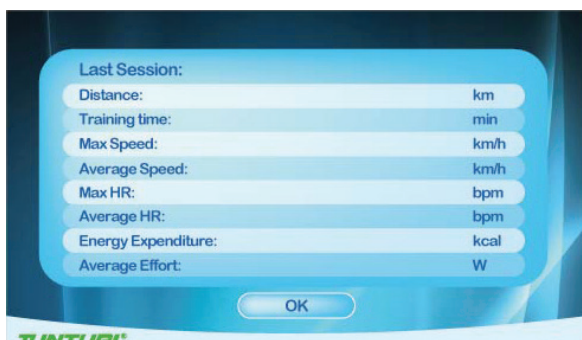 Last Session:
Distance: km
Training time: min
Max Speed: km/h
Average Speed: km/h
Max HR: bpm
Average HR: bpm
Energy Expenditure: kcal
Average Effort: W
OK
TUNTURI®